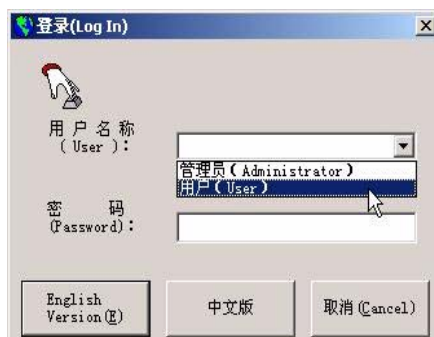 登录(Log In)
用 户 名 称
( User ):
管理员(Administrator)
用户(User)
密 码
(Password):
English
Version(E)
中文版
取消(Cancel)